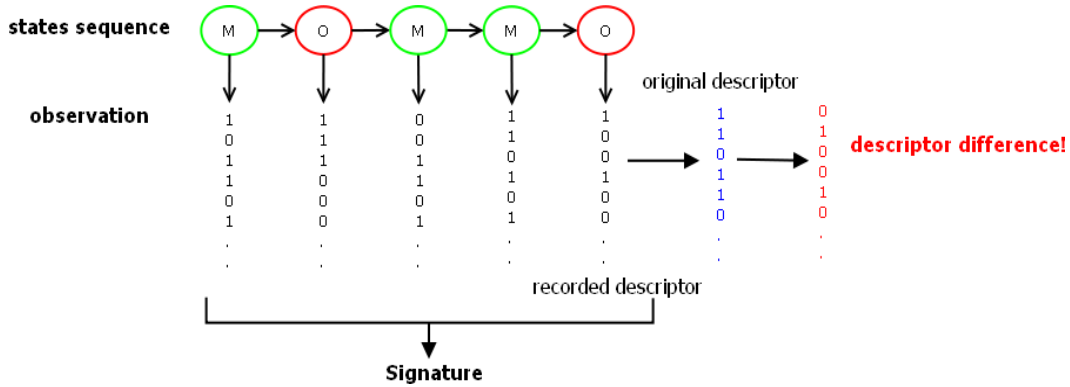 states sequence M O M M O
original descriptor
observation
1 1 0 1 1 1 0
0 1 0 1 0 1 1
descriptor difference!
1 1 1 0 0 0 0
1 0 1 1 1 1 0
0 0 0 0 0 1 1
1 0 1 1 0 0 0
. . . . . . .
. . . . . . .
recorded descriptor
Signature